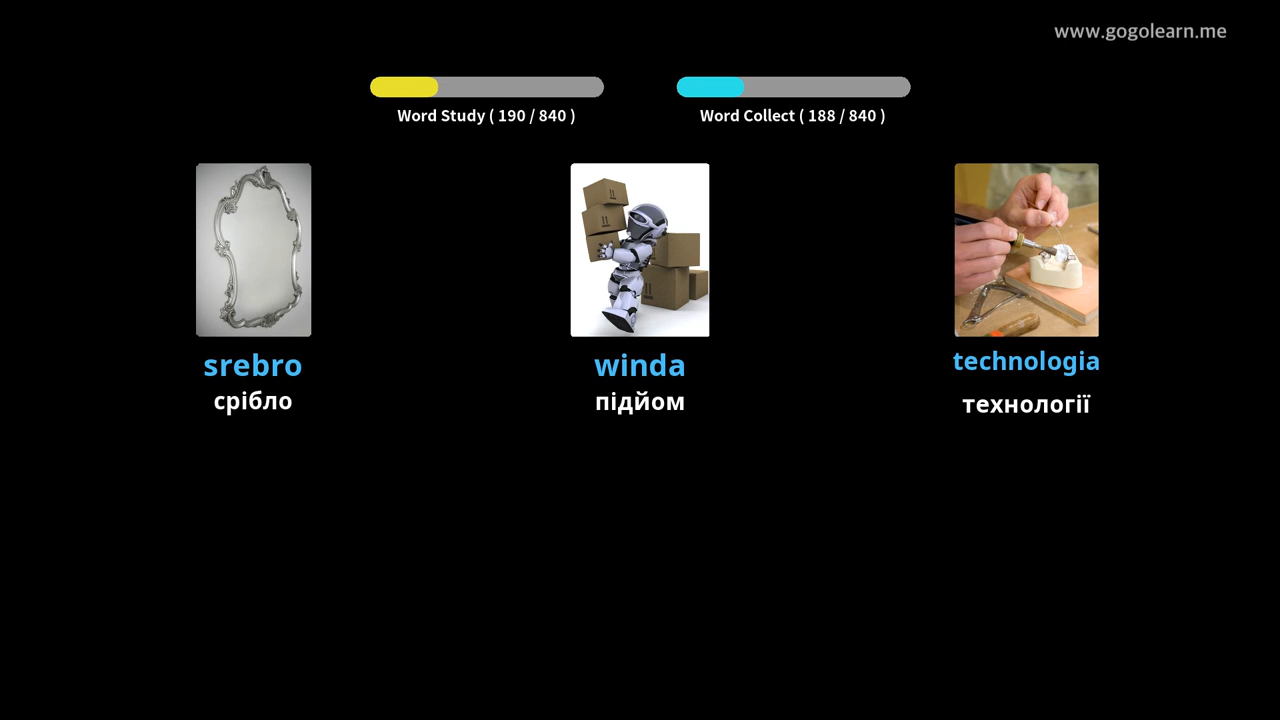 www.gogolearn.me
Word Study ( 190 / 840 )
Word Collect ( 188 / 840 )
srebro
winda
technologia
срібло
підйом
технології